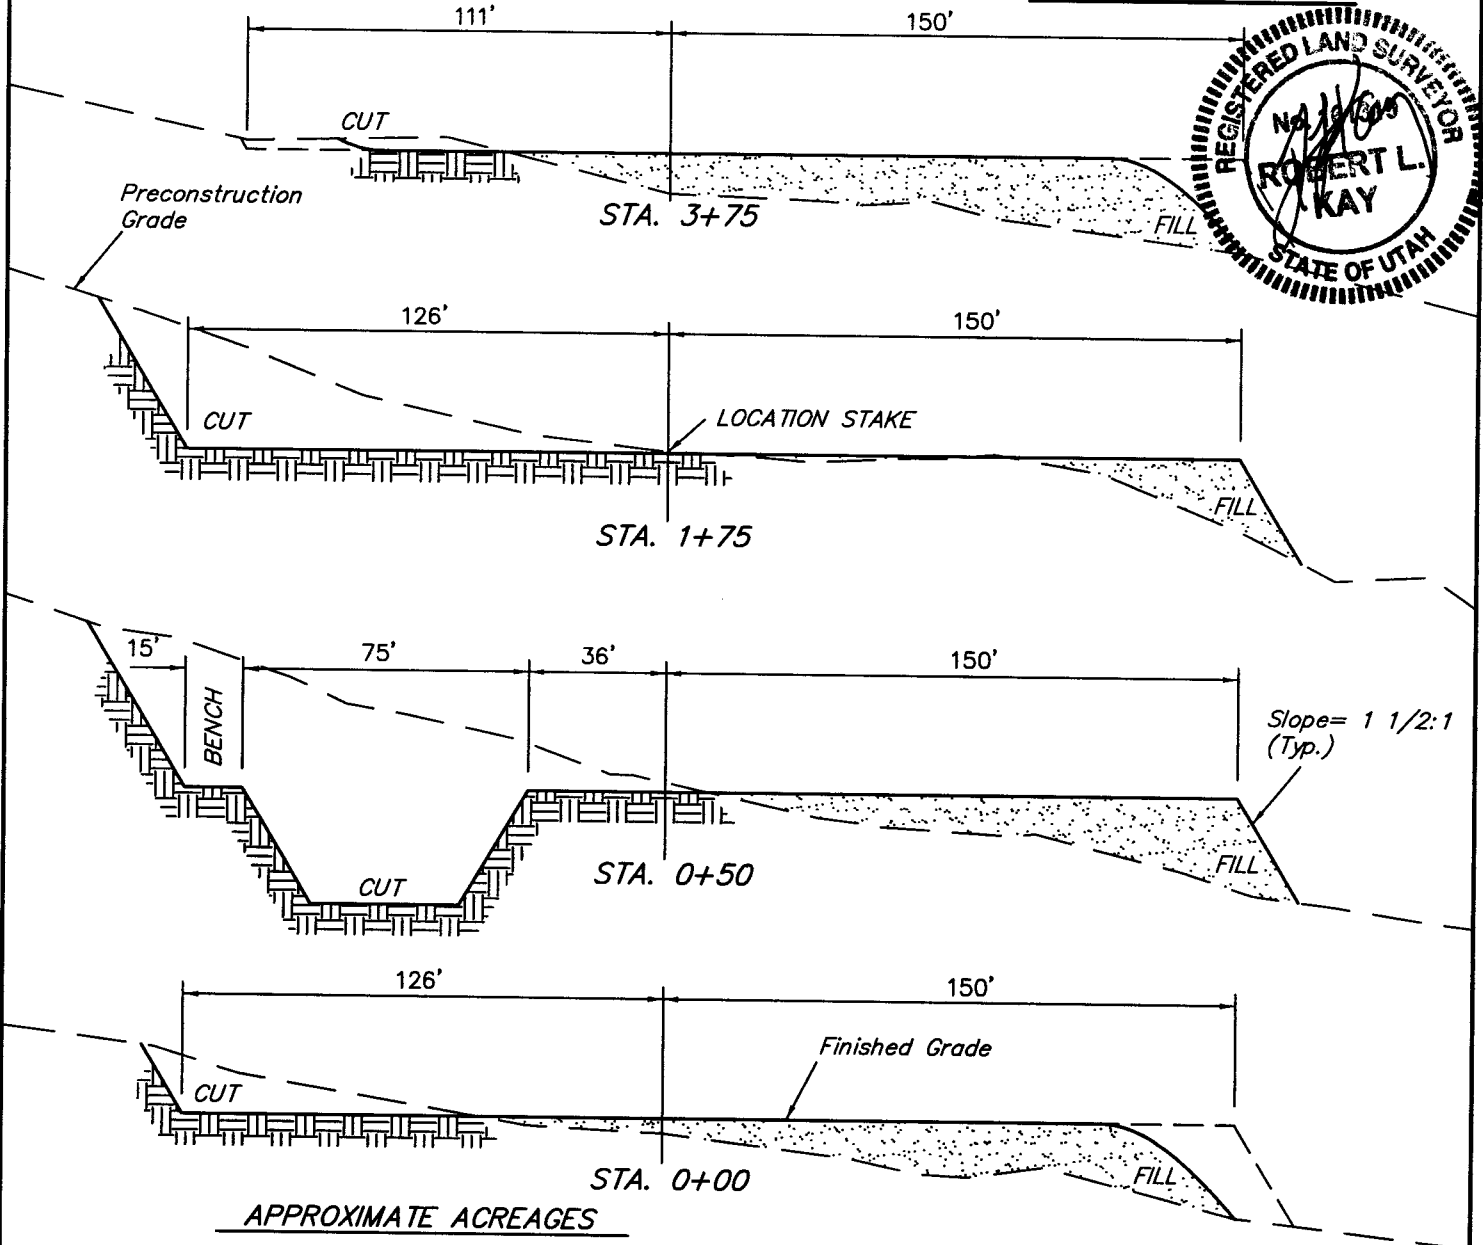 111'
150'
REGISTERED LAND SURVEYOR
ROBERT L.
KAY
STATE OF UTAH
CUT
Preconstruction
Grade
STA. 3+75
FILL
126'
150'
CUT
LOCATION STAKE
FILL
STA. 1+75
15'
75'
36'
150'
BENCH
Slope= 1 1/2:1
(Typ.)
CUT
STA. 0+50
FILL
126'
150'
Finished Grade
CUT
STA. 0+00
FILL
APPROXIMATE ACREAGES